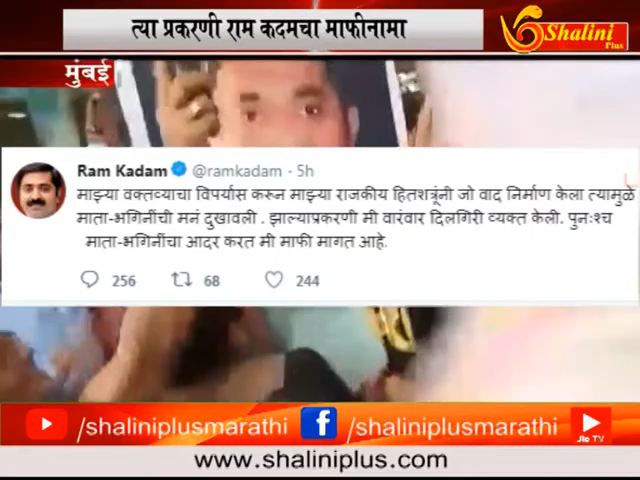 त्या प्रकरणी राम कदमचा माफीनामा
Shalini
Plus
मुंबई
Ram Kadam @ramkadam · 5h
माझ्या वक्तव्याचा विपर्यास करुन माझ्या राजकीय हितशत्रूंनी जो वाद निर्माण केला त्यामुळे
माता-भगिनींची मनं दुखावली . झाल्याप्रकरणी मी वारंवार दिलगिरी व्यक्त केली. पुनःश्च
माता-भगिनींचा आदर करत मी माफी मागत आहे.
256 68 244
/shaliniplusmarathi /shaliniplusmarathi
Jio TV
www.shaliniplus.com